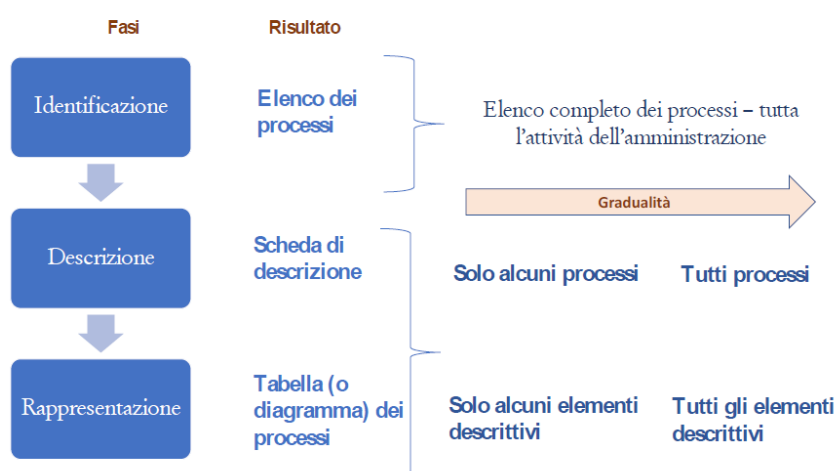 Fasi
Risultato
Identificazione
Elenco dei
processi
Elenco completo dei processi – tutta
l'attività dell'amministrazione
Gradualità
Descrizione
Scheda di
descrizione
Solo alcuni processi
Tutti processi
Rappresentazione
Tabella (o
diagramma) dei
processi
Solo alcuni elementi
descrittivi
Tutti gli elementi
descrittivi